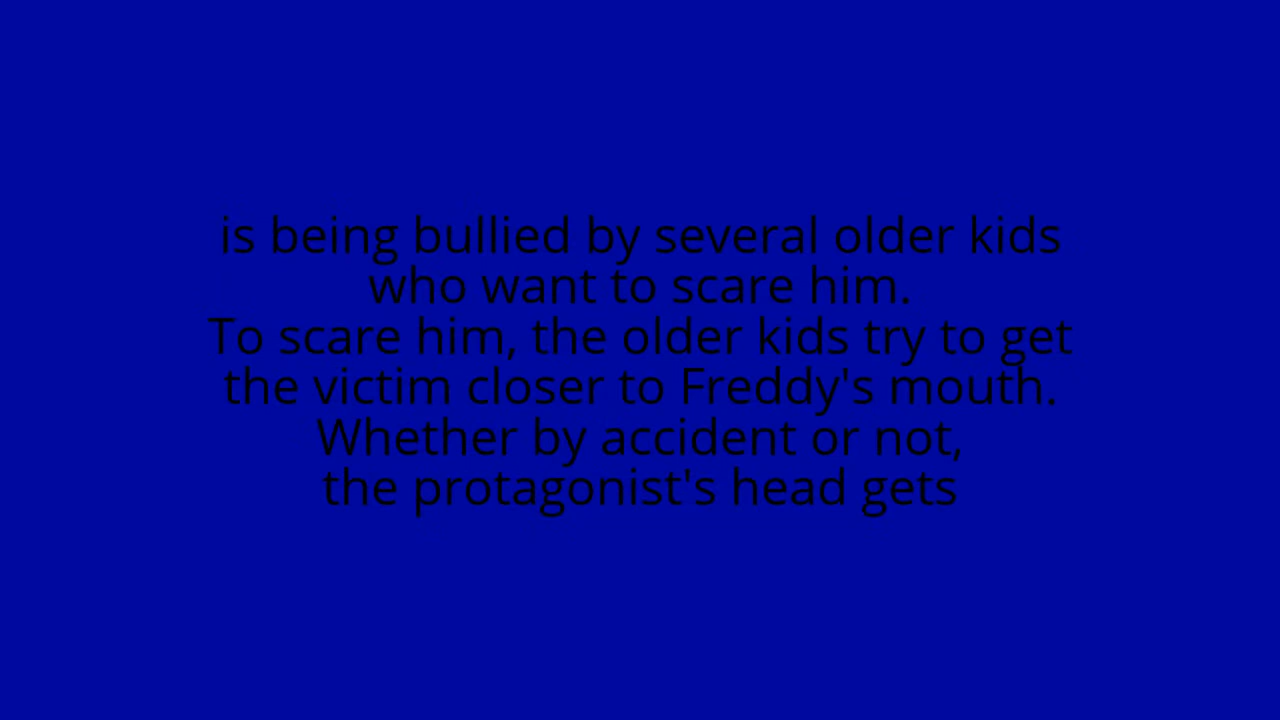 is being bullied by several older kids
who want to scare him.
To scare him, the older kids try to get
the victim closer to Freddy's mouth.
Whether by accident or not,
the protagonist's head gets